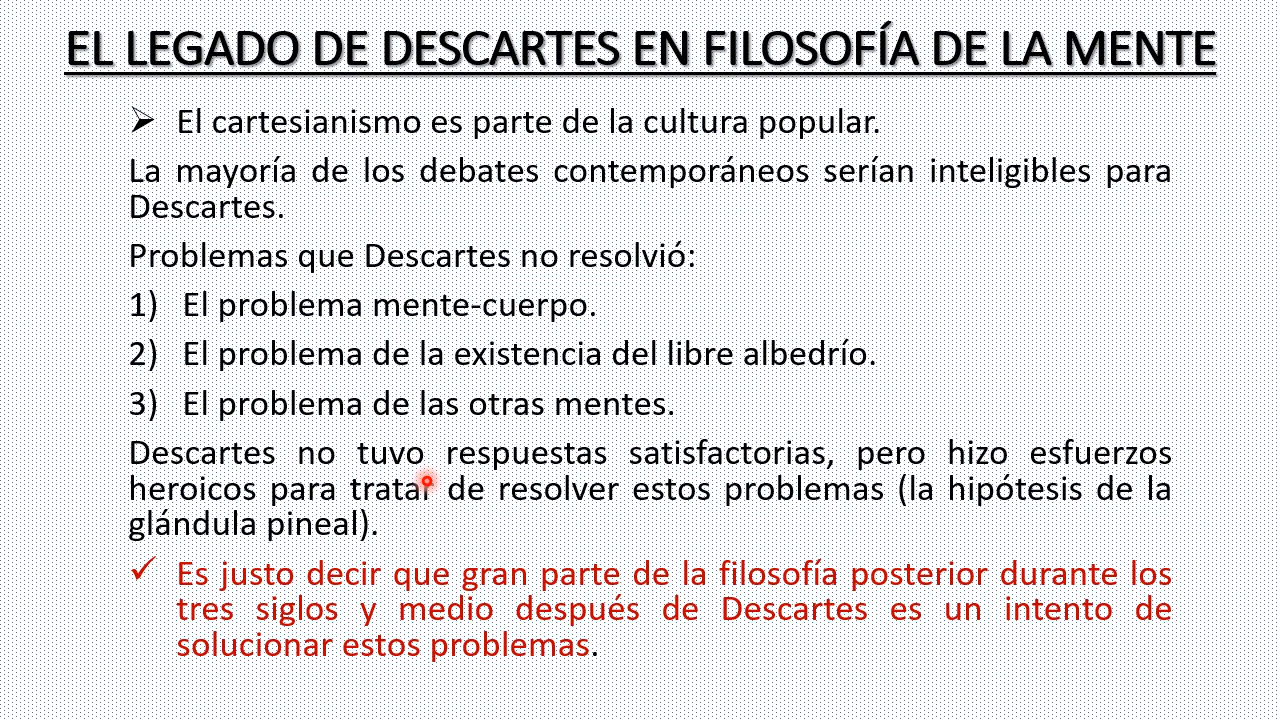 EL LEGADO DE DESCARTES EN FILOSOFÍA DE LA MENTE
El cartesianismo es parte de la cultura popular.
La mayoría de los debates contemporáneos serían inteligibles para
Descartes.
Problemas que Descartes no resolvió:
1) El problema mente-cuerpo.
2) El problema de la existencia del libre albedrío.
3) El problema de las otras mentes.
Descartes no tuvo respuestas satisfactorias, pero hizo esfuerzos
heroicos para tratar de resolver estos problemas (la hipótesis de la
glándula pineal).
Es justo decir que gran parte de la filosofía posterior durante los
tres siglos y medio después de Descartes es un intento de
solucionar estos problemas.